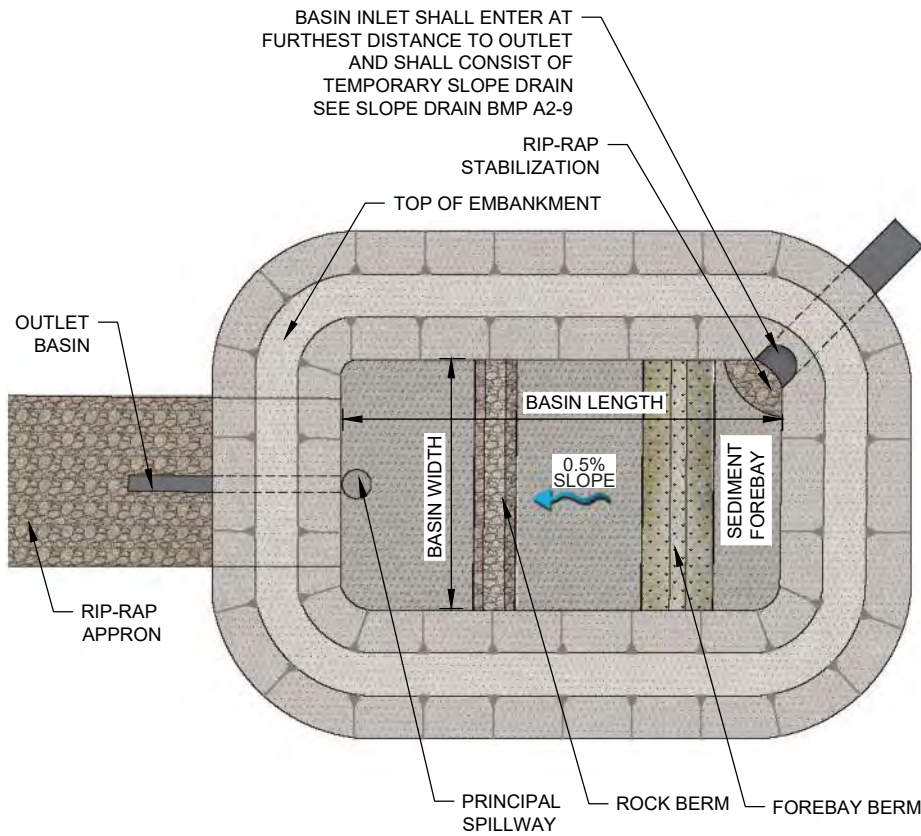 BASIN INLET SHALL ENTER AT
FURTHEST DISTANCE TO OUTLET
AND SHALL CONSIST OF
TEMPORARY SLOPE DRAIN
SEE SLOPE DRAIN BMP A2-9
RIP-RAP
STABILIZATION
TOP OF EMBANKMENT
OUTLET
BASIN
BASIN LENGTH
BASIN WIDTH
0.5%
SLOPE
SEDIMENT
FOREBAY
RIP-RAP
APPRON
PRINCIPAL
SPILLWAY
ROCK BERM
FOREBAY BERM